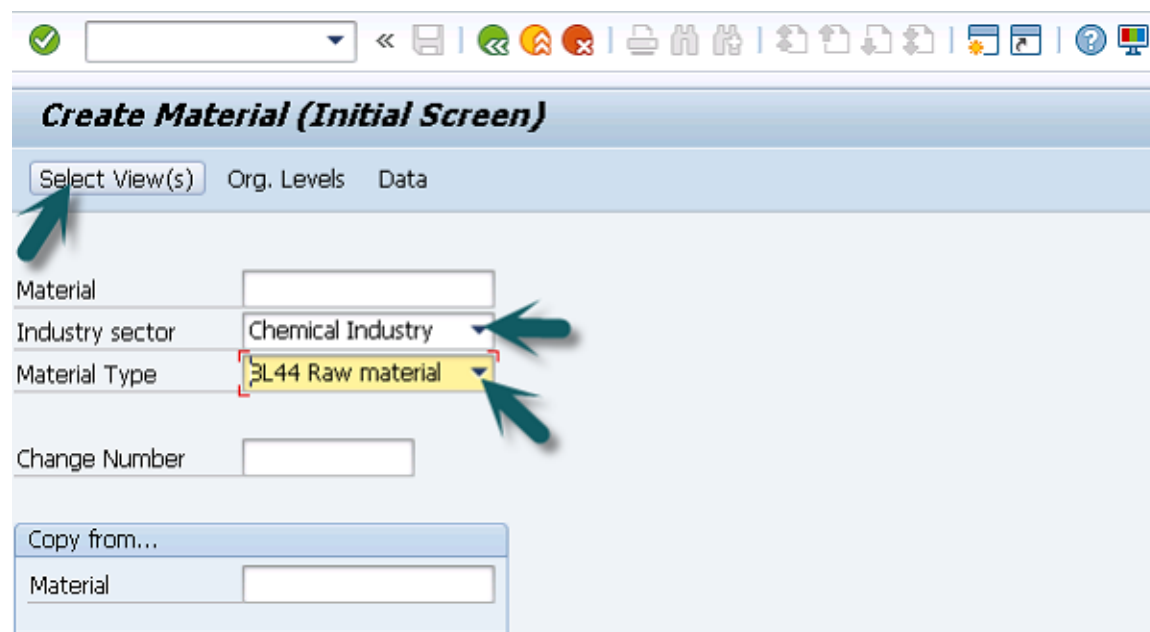 Create Material (Initial Screen)
Select View(s) Org. Levels Data
Material
Industry sector Chemical Industry
Material Type 3L44 Raw material
Change Number
Copy from...
Material